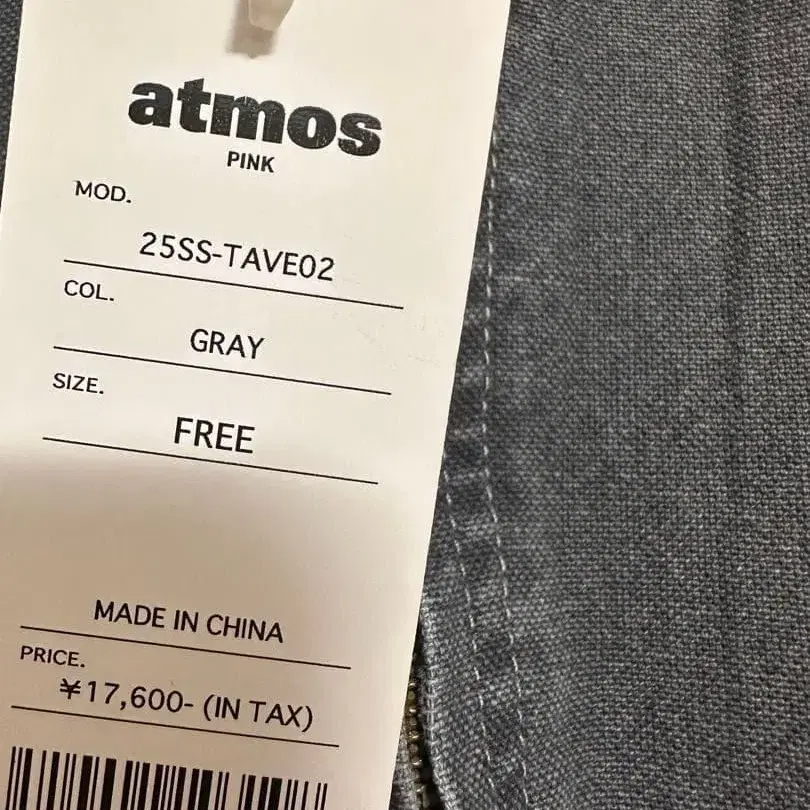 atmos
PINK
MOD.
25SS-TAVE02
COL.
GRAY
SIZE.
FREE
MADE IN CHINA
PRICE.
¥17,600- (IN TAX)